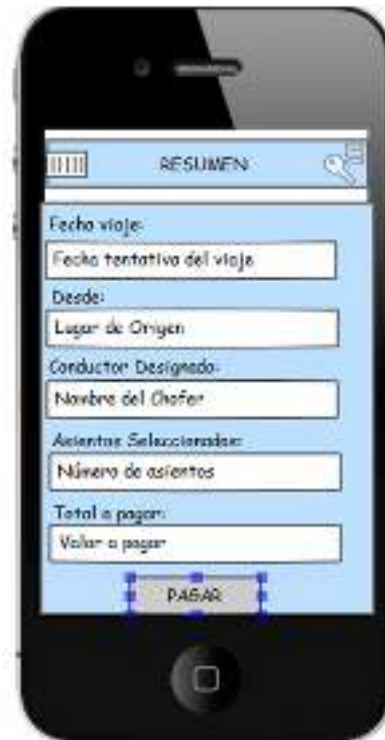 RESUMEN
Fecha viaje:
Fecha tentativa del viaje
Desde:
Lugar de Origen
Conductor Designado:
Nombre del Chofer
Asientos Seleccionados:
Número de asientos
Total a pagar:
Valor a pagar
PAGAR